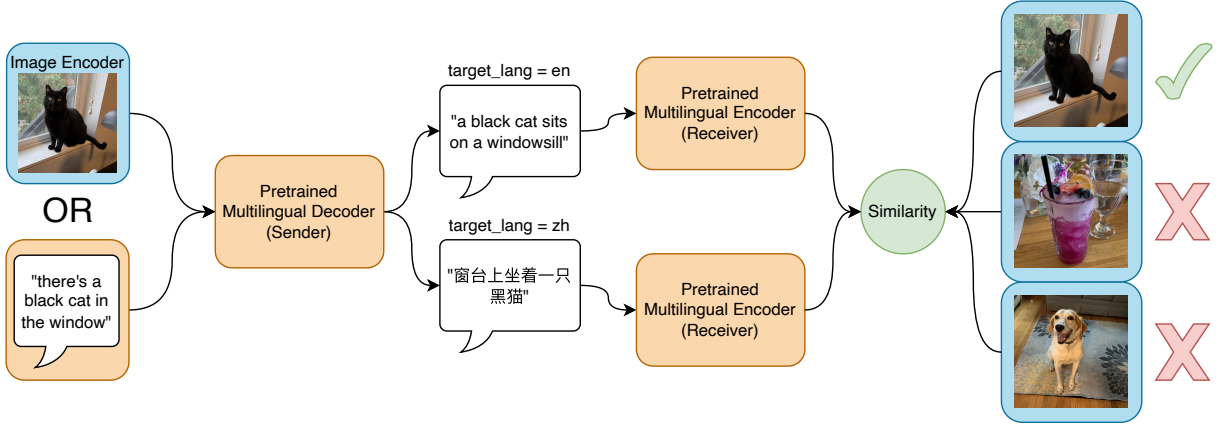 Image Encoder
OR
"there's a
black cat in
the window"
Pretrained
Multilingual Decoder
(Sender)
target_lang = en
"a black cat sits
on a windowsill"
target_lang = zh
"窗台上坐着一只
黑猫"
Pretrained
Multilingual Encoder
(Receiver)
Pretrained
Multilingual Encoder
(Receiver)
Similarity